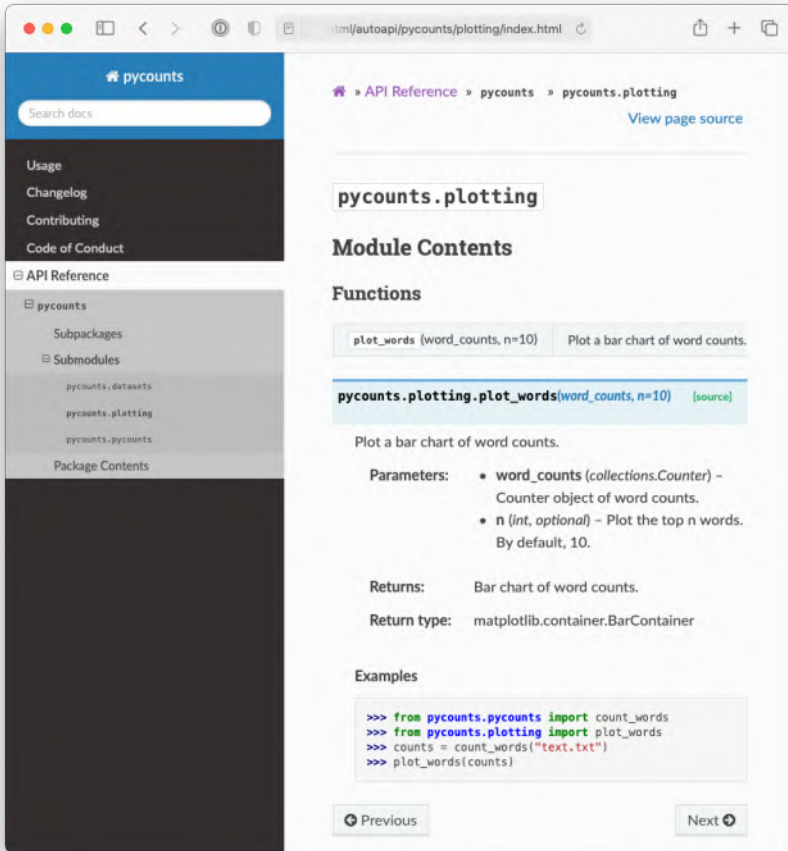 tml/autoapi/pycounts/plotting/index.html
pycounts
Search docs
Usage
Changelog
Contributing
Code of Conduct
API Reference
pycounts
Subpackages
Submodules
pycounts.datasets
pycounts.plotting
pycounts.pycounts
Package Contents
» API Reference » pycounts » pycounts.plotting
View page source
pycounts.plotting
Module Contents
Functions
plot_words (word_counts, n=10) Plot a bar chart of word counts.
pycounts.plotting.plot_words(word_counts, n=10) [source]
Plot a bar chart of word counts.
Parameters: • word_counts (collections.Counter) –
Counter object of word counts.
• n (int, optional) – Plot the top n words.
By default, 10.
Returns: Bar chart of word counts.
Return type: matplotlib.container.BarContainer
Examples
>>> from pycounts.pycounts import count_words
>>> from pycounts.plotting import plot_words
>>> counts = count_words("text.txt")
>>> plot_words(counts)
Previous
Next